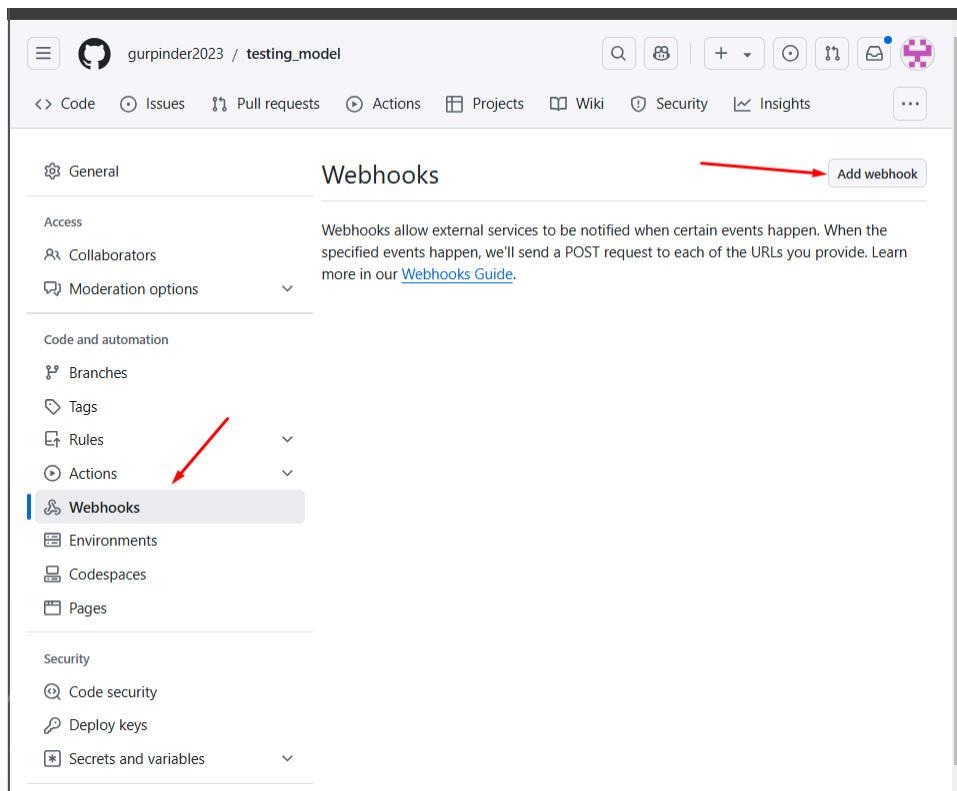 gurpinder2023 / testing_model
Code Issues Pull requests Actions Projects Wiki Security Insights
General
Access
Collaborators
Moderation options
Code and automation
Branches
Tags
Rules
Actions
Webhooks
Environments
Codespaces
Pages
Security
Code security
Deploy keys
Secrets and variables
Webhooks
Add webhook
Webhooks allow external services to be notified when certain events happen. When the
specified events happen, we'll send a POST request to each of the URLs you provide. Learn
more in our Webhooks Guide.